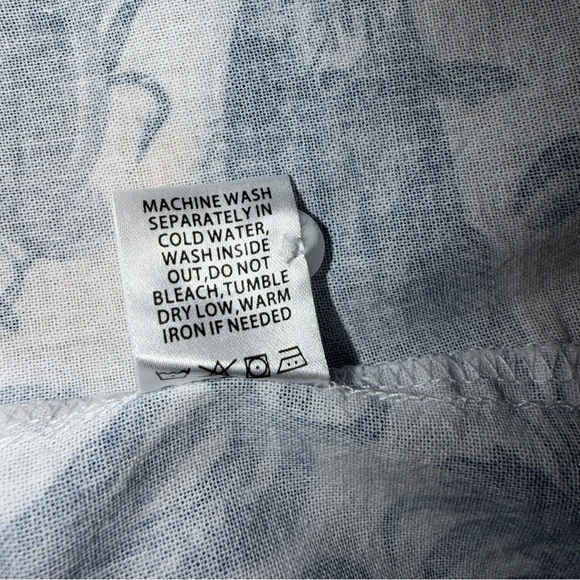 MACHINE WASH
SEPARATELY IN
COLD WATER,
WASH INSIDE
OUT,DO NOT
BLEACH,TUMBLE
DRY LOW,WARM
IRON IF NEEDED